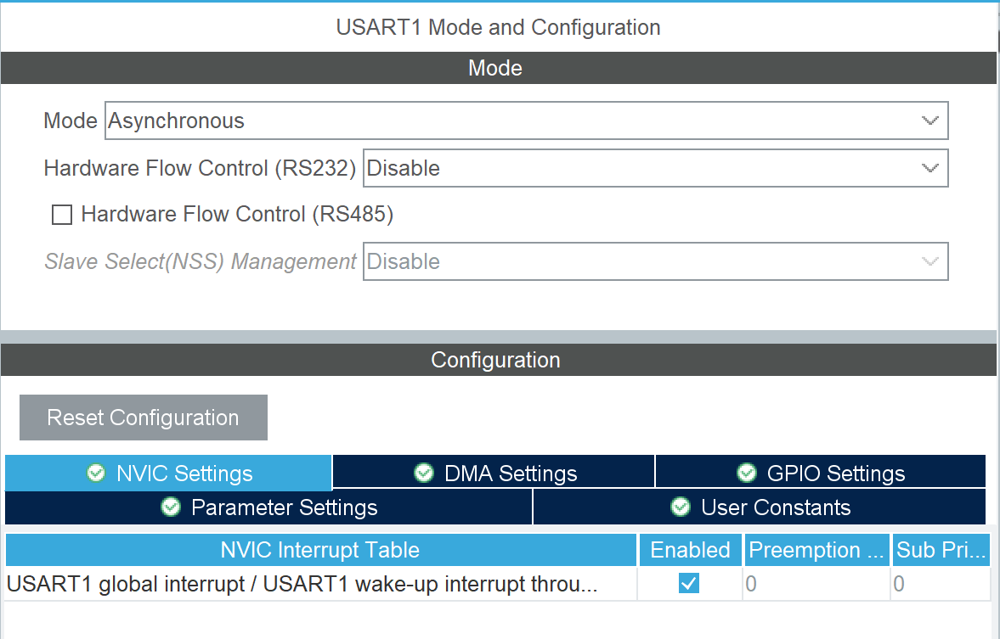 USART1 Mode and Configuration
Mode
Mode Asynchronous
Hardware Flow Control (RS232) Disable
Hardware Flow Control (RS485)
Slave Select(NSS) Management Disable
Configuration
Reset Configuration
NVIC Settings DMA Settings GPIO Settings
Parameter Settings User Constants
NVIC Interrupt Table Enabled Preemption ... Sub Pri...
USART1 global interrupt / USART1 wake-up interrupt throu... 0 0